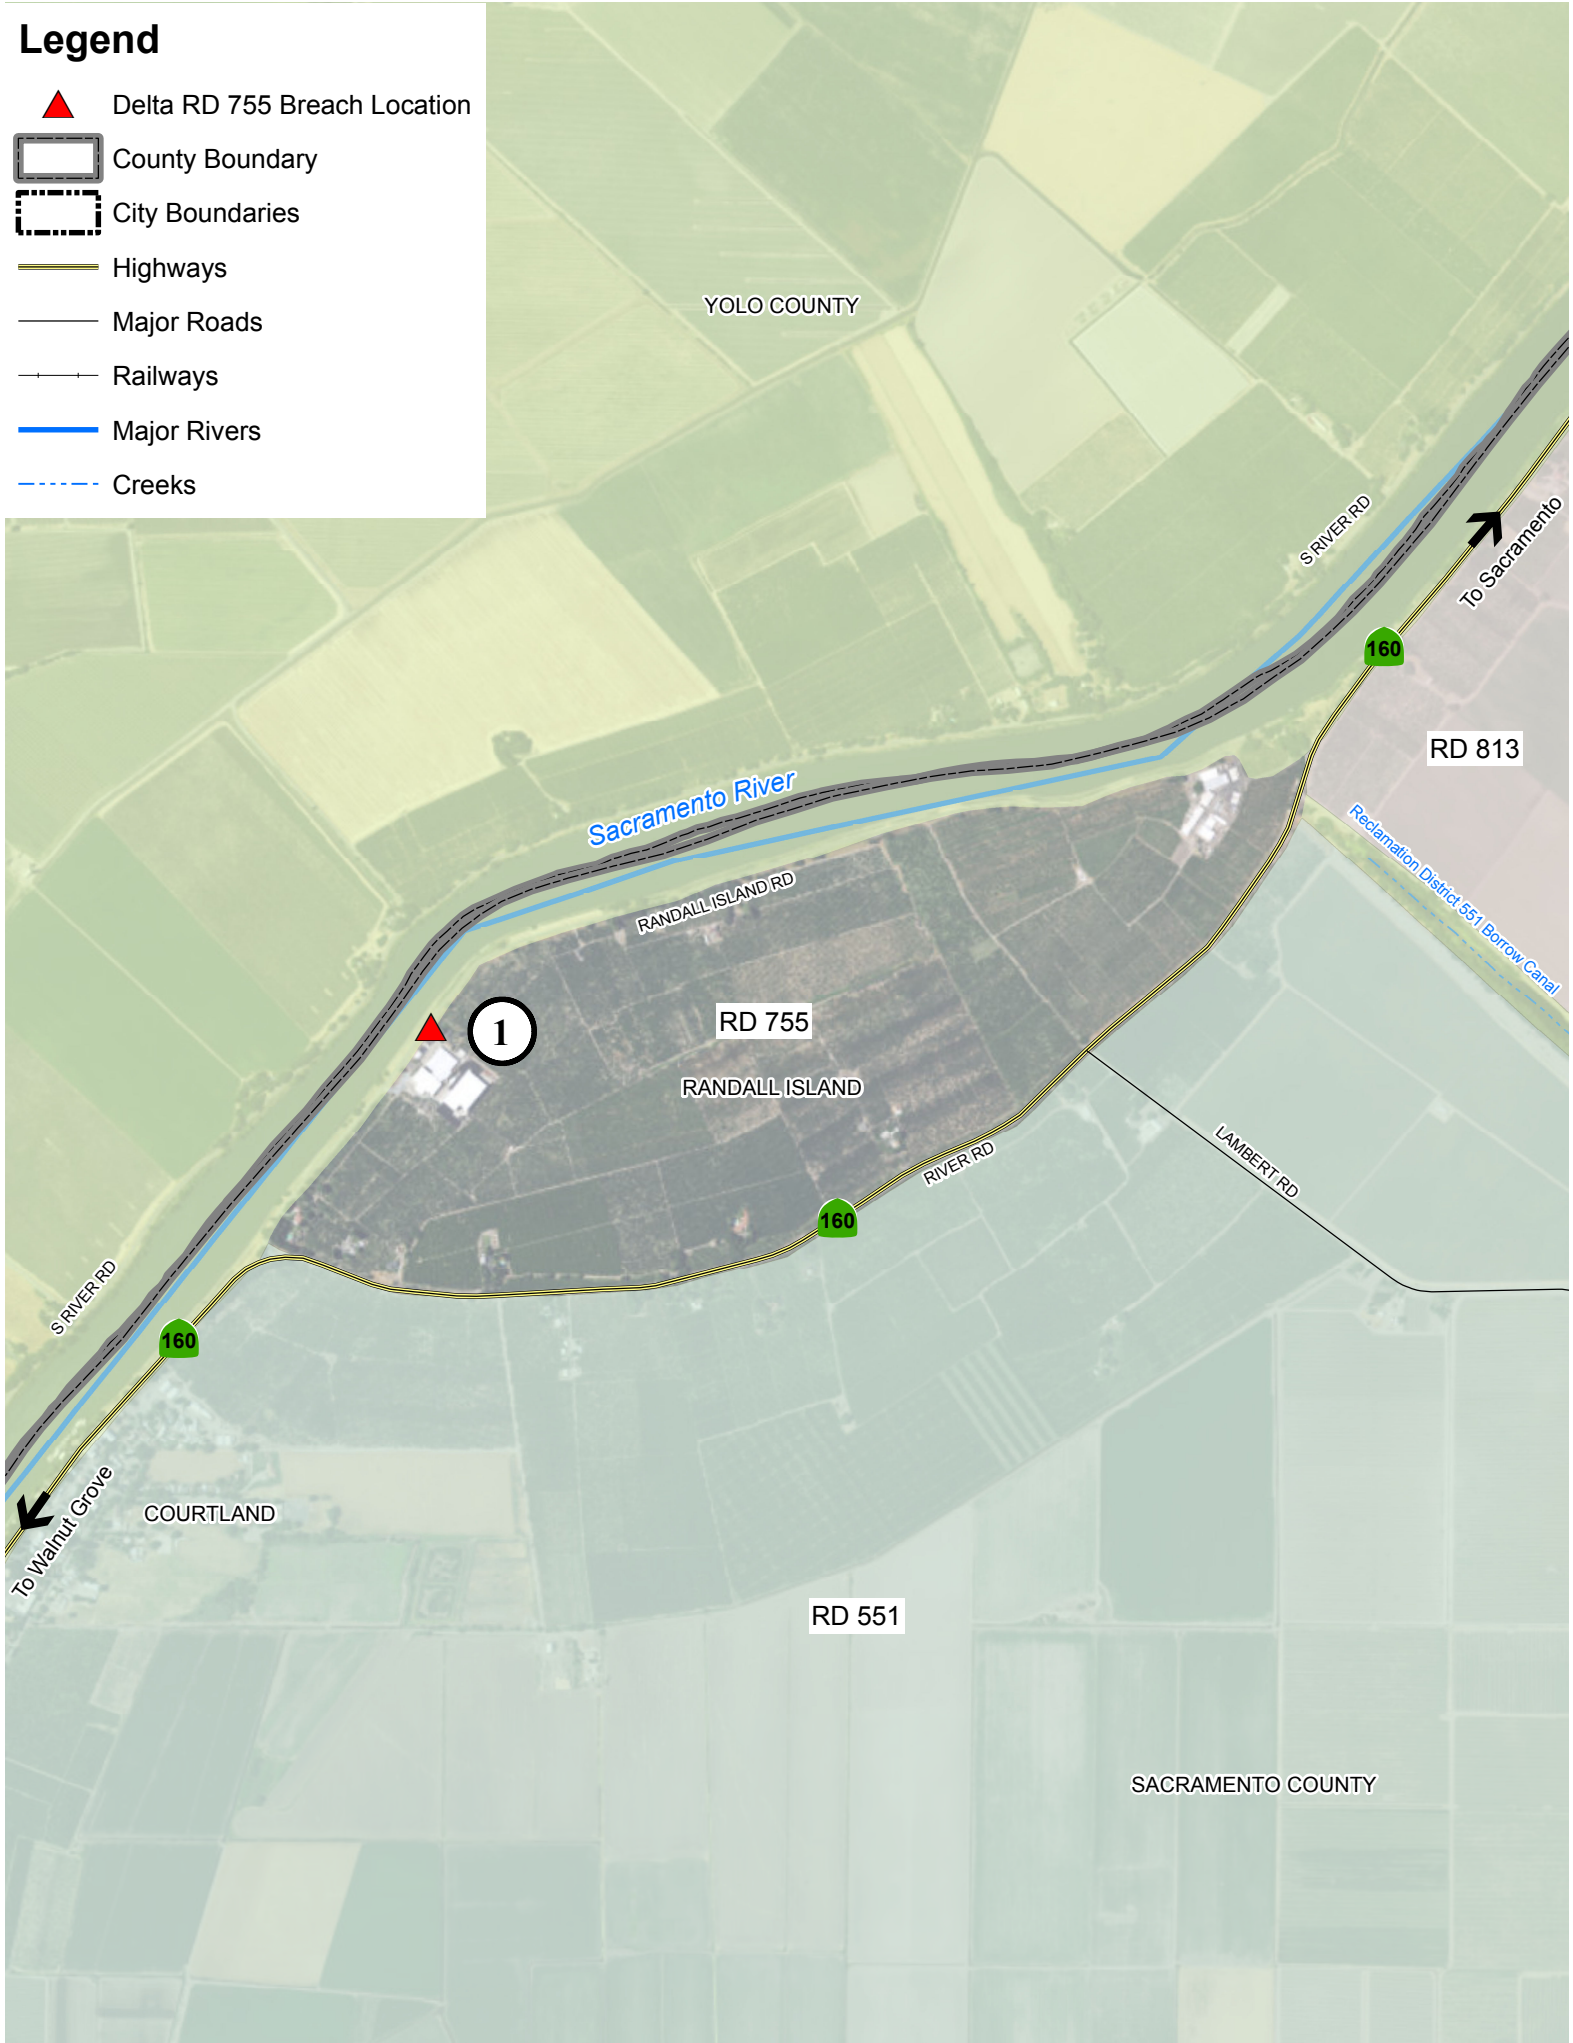 Legend
Delta RD 755 Breach Location
County Boundary
City Boundaries
Highways
Major Roads
Railways
Major Rivers
Creeks
YOLO COUNTY
S RIVER RD
To Sacramento
160
RD 813
Sacramento River
Reclamation District 551 Borrow Canal
RANDALL ISLAND RD
1
RD 755
RANDALL ISLAND
LAMBERT RD
RIVER RD
160
S RIVER RD
160
To Walnut Grove
COURTLAND
RD 551
SACRAMENTO COUNTY